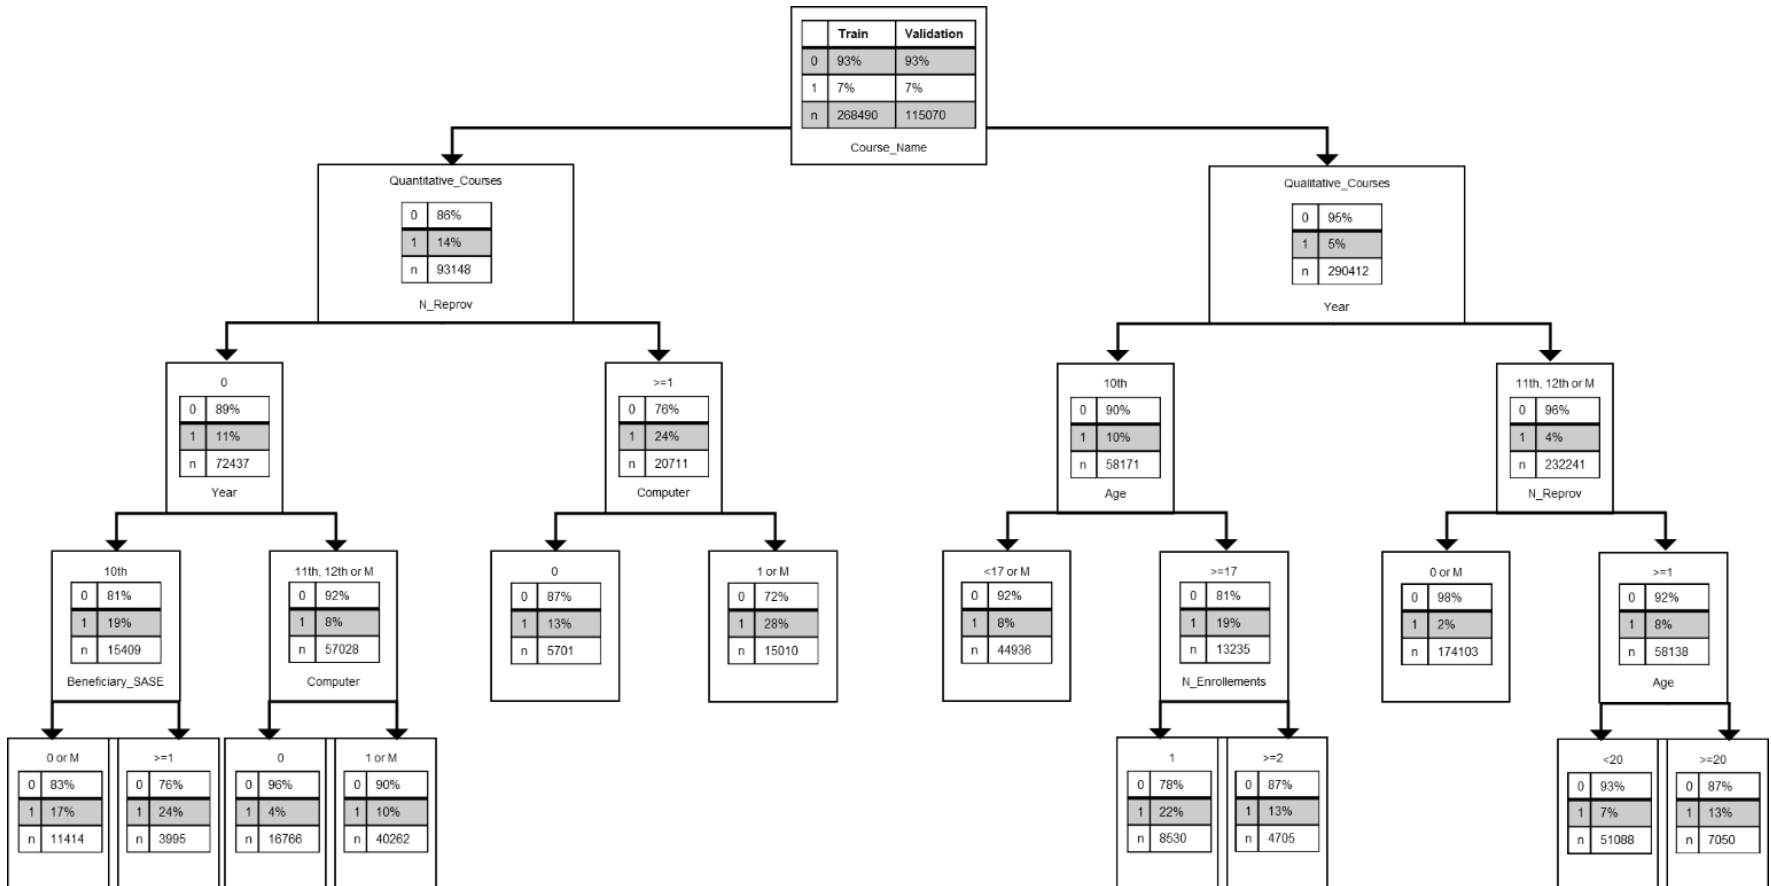 Train Validation
0 93% 93%
1 7% 7%
n 268490 115070
Course_Name
Quantitative_Courses
0 86%
1 14%
n 93148
N_Reprov
Qualitative_Courses
0 95%
1 5%
n 290412
Year
0
0 89%
1 11%
n 72437
Year
>=1
0 76%
1 24%
n 20711
Computer
10th
0 90%
1 10%
n 58171
Age
11th, 12th or M
0 96%
1 4%
n 232241
N_Reprov
10th
0 81%
1 19%
n 15409
Beneficiary_SASE
11th, 12th or M
0 92%
1 8%
n 57028
Computer
0
0 87%
1 13%
n 5701
1 or M
0 72%
1 28%
n 15010
<17 or M
0 92%
1 8%
n 44936
>=17
0 81%
1 19%
n 13235
N_Enrollements
0 or M
0 98%
1 2%
n 174103
>=1
0 92%
1 8%
n 58138
Age
0 or M
0 83%
1 17%
n 11414
>=1
0 76%
1 24%
n 3995
0
0 96%
1 4%
n 16766
1 or M
0 90%
1 10%
n 40262
1
0 78%
1 22%
n 8530
>=2
0 87%
1 13%
n 4705
<20
0 93%
1 7%
n 51088
>=20
0 87%
1 13%
n 7050